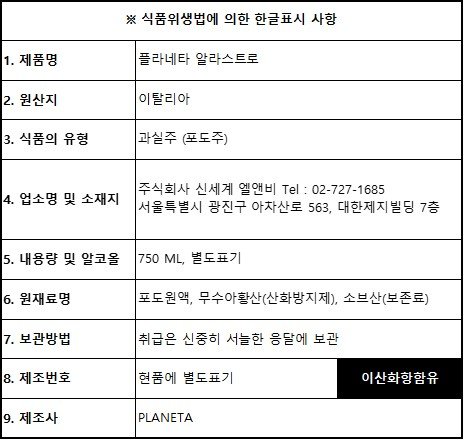 ※ 식품위생법에 의한 한글표시 사항
1. 제품명 플라네타 알라스트로
2. 원산지 이탈리아
3. 식품의 유형 과실주 (포도주)
4. 업소명 및 소재지 주식회사 신세계 엘앤비 Tel : 02-727-1685
서울특별시 광진구 아차산로 563, 대한제지빌딩 7층
5. 내용량 및 알코올 750 ML, 별도표기
6. 원재료명 포도원액, 무수아황산(산화방지제), 소브산(보존료)
7. 보관방법 취급은 신중히 서늘한 응달에 보관
8. 제조번호 현품에 별도표기 이산화항함유
9. 제조사 PLANETA